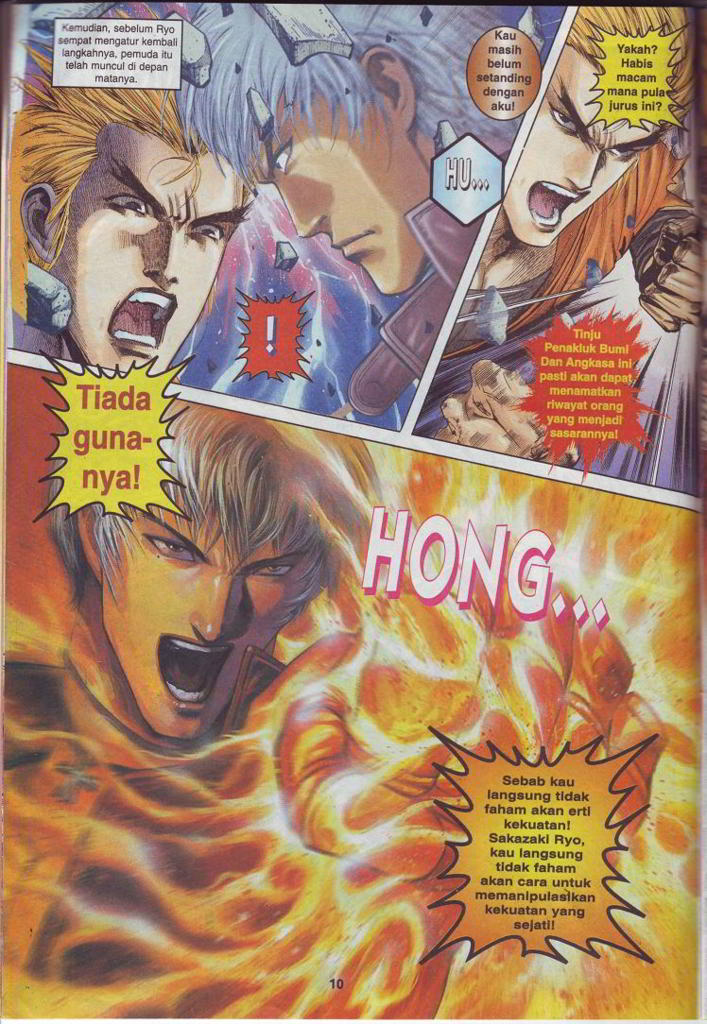 Kemudian, sebelum Ryo
sempat mengatur kembali
langkahnya, pemuda itu
telah muncul di depan
matanya.
Kau
masih
belum
setanding
dengan
aku!
HU...
!
Yakah?
Habis
macam
mana pula
jurus ini?
Tinju
Penakluk Bumi
Dan Angkasa ini
pasti akan dapat
menamatkan
riwayat orang
yang menjadi
sasarannya!
Tiada
guna-
nya!
HONG...
Sebab kau
langsung tidak
faham akan erti
kekuatan!
Sakazaki Ryo,
kau langsung
tidak faham
akan cara untuk
memanipulasikan
kekuatan yang
sejati!
10